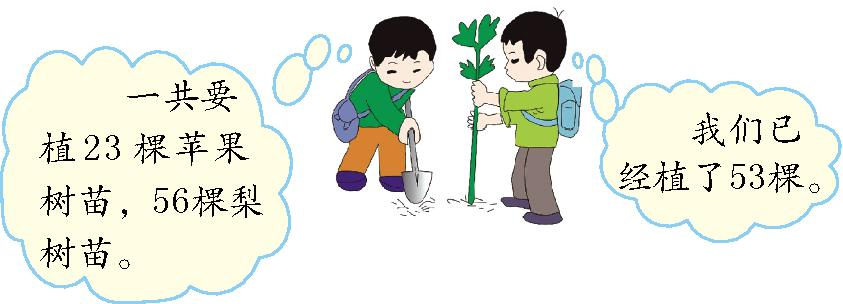 一共要
植23棵苹果
树苗，56棵梨
树苗。
我们已
经植了53棵。